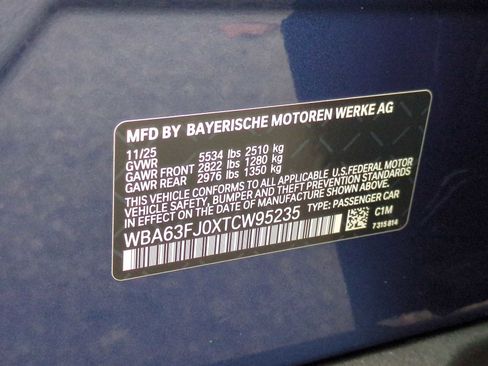 MFD BY BAYERISCHE MOTOREN WERKE AG
11/25
GVWR 5534 lbs 2510 kg
GAWR FRONT 2822 lbs 1280 kg
GAWR REAR 2976 lbs 1350 kg
THIS VEHICLE CONFORMS TO ALL APPLICABLE U.S.FEDERAL MOTOR
VEHICLE SAFETY, BUMPER AND THEFT PREVENTION STANDARDS
IN EFFECT ON THE DATE OF MANUFACTURE SHOWN ABOVE.
WBA63FJ0XTCW95235 TYPE: PASSENGER CAR
C1M
7315814